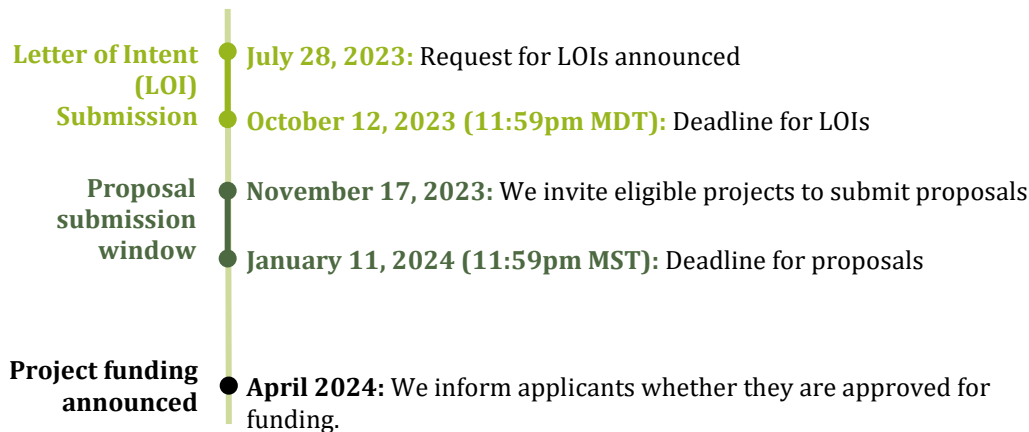 Letter of Intent
(LOI)
Submission
July 28, 2023: Request for LOIs announced
October 12, 2023 (11:59pm MDT): Deadline for LOIs
Proposal
submission
window
November 17, 2023: We invite eligible projects to submit proposals
January 11, 2024 (11:59pm MST): Deadline for proposals
Project funding
announced
April 2024: We inform applicants whether they are approved for
funding.